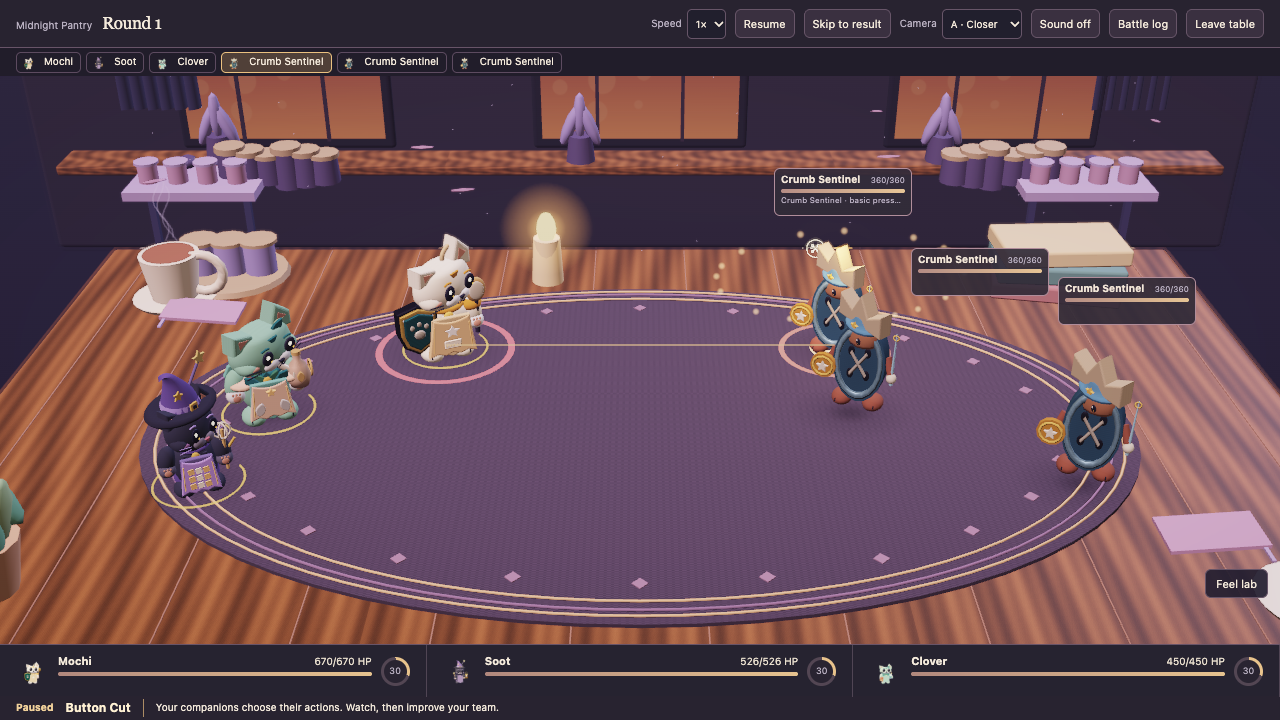 Midnight Pantry Round 1
Speed 1x Resume Skip to result Camera A · Closer Sound off Battle log Leave table
Mochi Soot Clover Crumb Sentinel Crumb Sentinel Crumb Sentinel
Crumb Sentinel 360/360
Crumb Sentinel · basic press...
Crumb Sentinel 360/360
Crumb Sentinel 360/360
Feel lab
Mochi 670/670 HP 30
Soot 526/526 HP 30
Clover 450/450 HP 30
Paused Button Cut Your companions choose their actions. Watch, then improve your team.